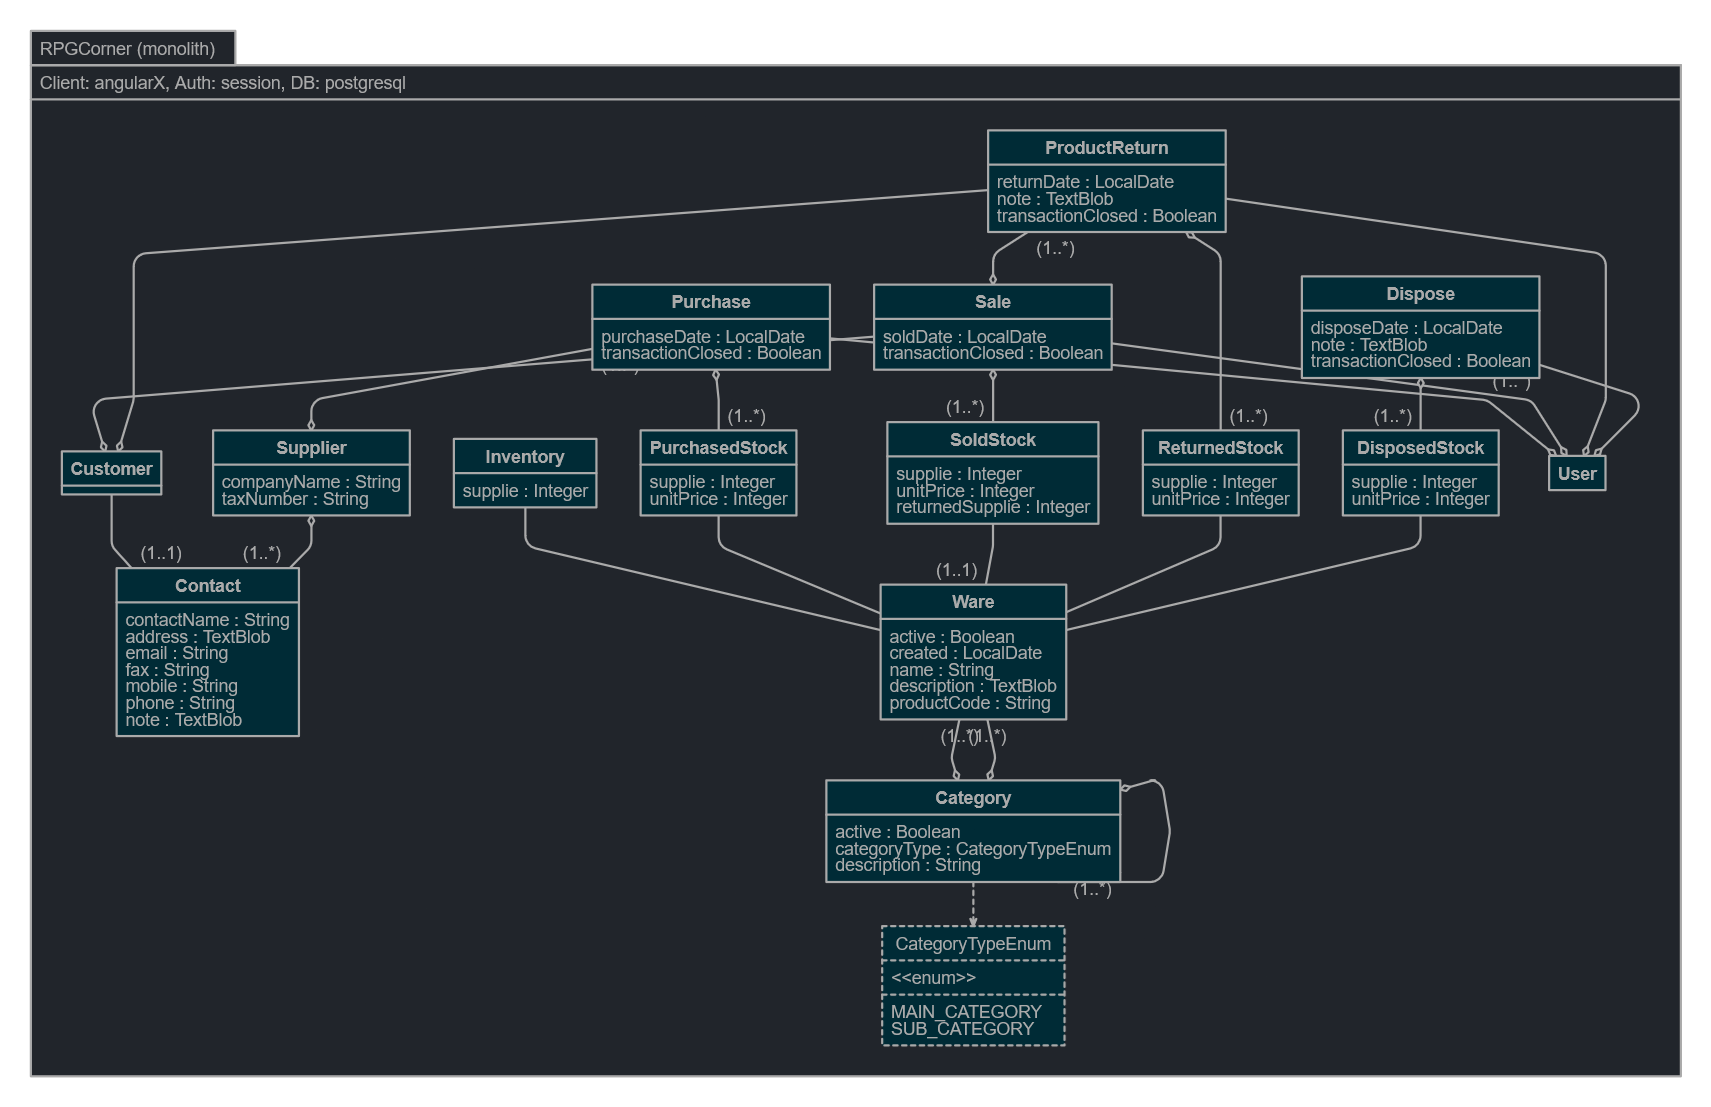 RPGCorner (monolith)
Client: angularX, Auth: session, DB: postgresql
ProductReturn
returnDate : LocalDate
note : TextBlob
transactionClosed : Boolean
(1..*)
Purchase
purchaseDate : LocalDate
transactionClosed : Boolean
Sale
soldDate : LocalDate
transactionClosed : Boolean
Dispose
disposeDate : LocalDate
note : TextBlob
transactionClosed : Boolean
(1..*)
(1..*)
(1..*)
(1..*)
Customer
Supplier
companyName : String
taxNumber : String
Inventory
supplie : Integer
PurchasedStock
supplie : Integer
unitPrice : Integer
SoldStock
supplie : Integer
unitPrice : Integer
returnedSupplie : Integer
ReturnedStock
supplie : Integer
unitPrice : Integer
DisposedStock
supplie : Integer
unitPrice : Integer
User
(1..1)
(1..*)
(1..1)
Contact
contactName : String
address : TextBlob
email : String
fax : String
mobile : String
phone : String
note : TextBlob
Ware
active : Boolean
created : LocalDate
name : String
description : TextBlob
productCode : String
(1..*)
(1..*)
Category
active : Boolean
categoryType : CategoryTypeEnum
description : String
(1..*)
CategoryTypeEnum
<<enum>>
MAIN_CATEGORY
SUB_CATEGORY